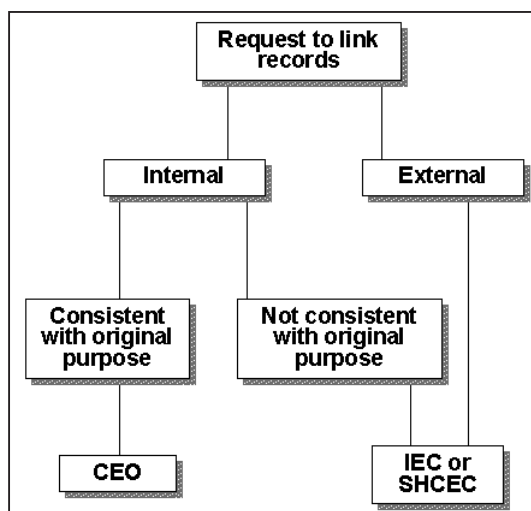 Request to link
records
Internal
External
Consistent
with original
purpose
Not consistent
with original
purpose
CEO
IEC or
SHCEC